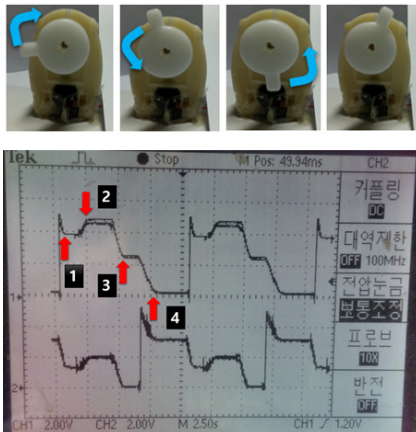 Tek
Stop
M Pos: 49.94ms
CH2
커플링
DC
대역제한
OFF 100MHz
전압눈금
보통조정
프로브
10X
반전
OFF
1
2
3
4
1
2
CH1 2.00V
CH2 2.00V
M 2.50s
CH1
1.20V